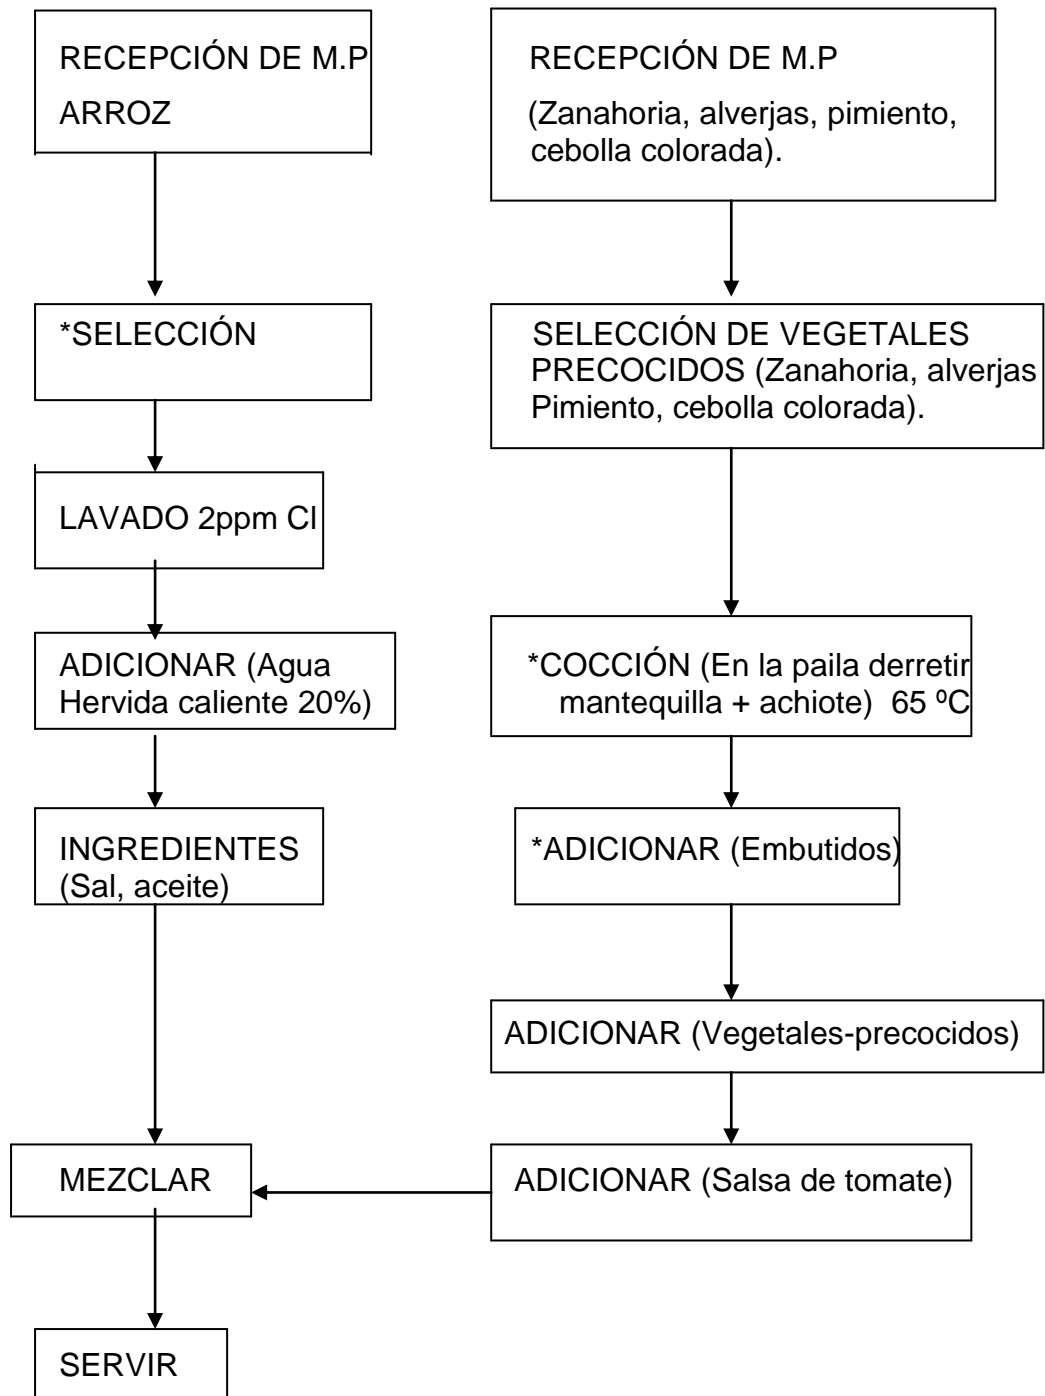 RECEPCIÓN DE M.P
ARROZ
*SELECCIÓN
LAVADO 2ppm Cl
ADICIONAR (Agua
Hervida caliente 20%)
INGREDIENTES
(Sal, aceite)
MEZCLAR
SERVIR
RECEPCIÓN DE M.P
(Zanahoria, alverjas, pimiento,
cebolla colorada).
SELECCIÓN DE VEGETALES
PRECOCIDOS (Zanahoria, alverjas
Pimiento, cebolla colorada).
*COCCIÓN (En la paila derretir
mantequilla + achiote) 65 ºC
*ADICIONAR (Embutidos)
ADICIONAR (Vegetales-precocidos)
ADICIONAR (Salsa de tomate)